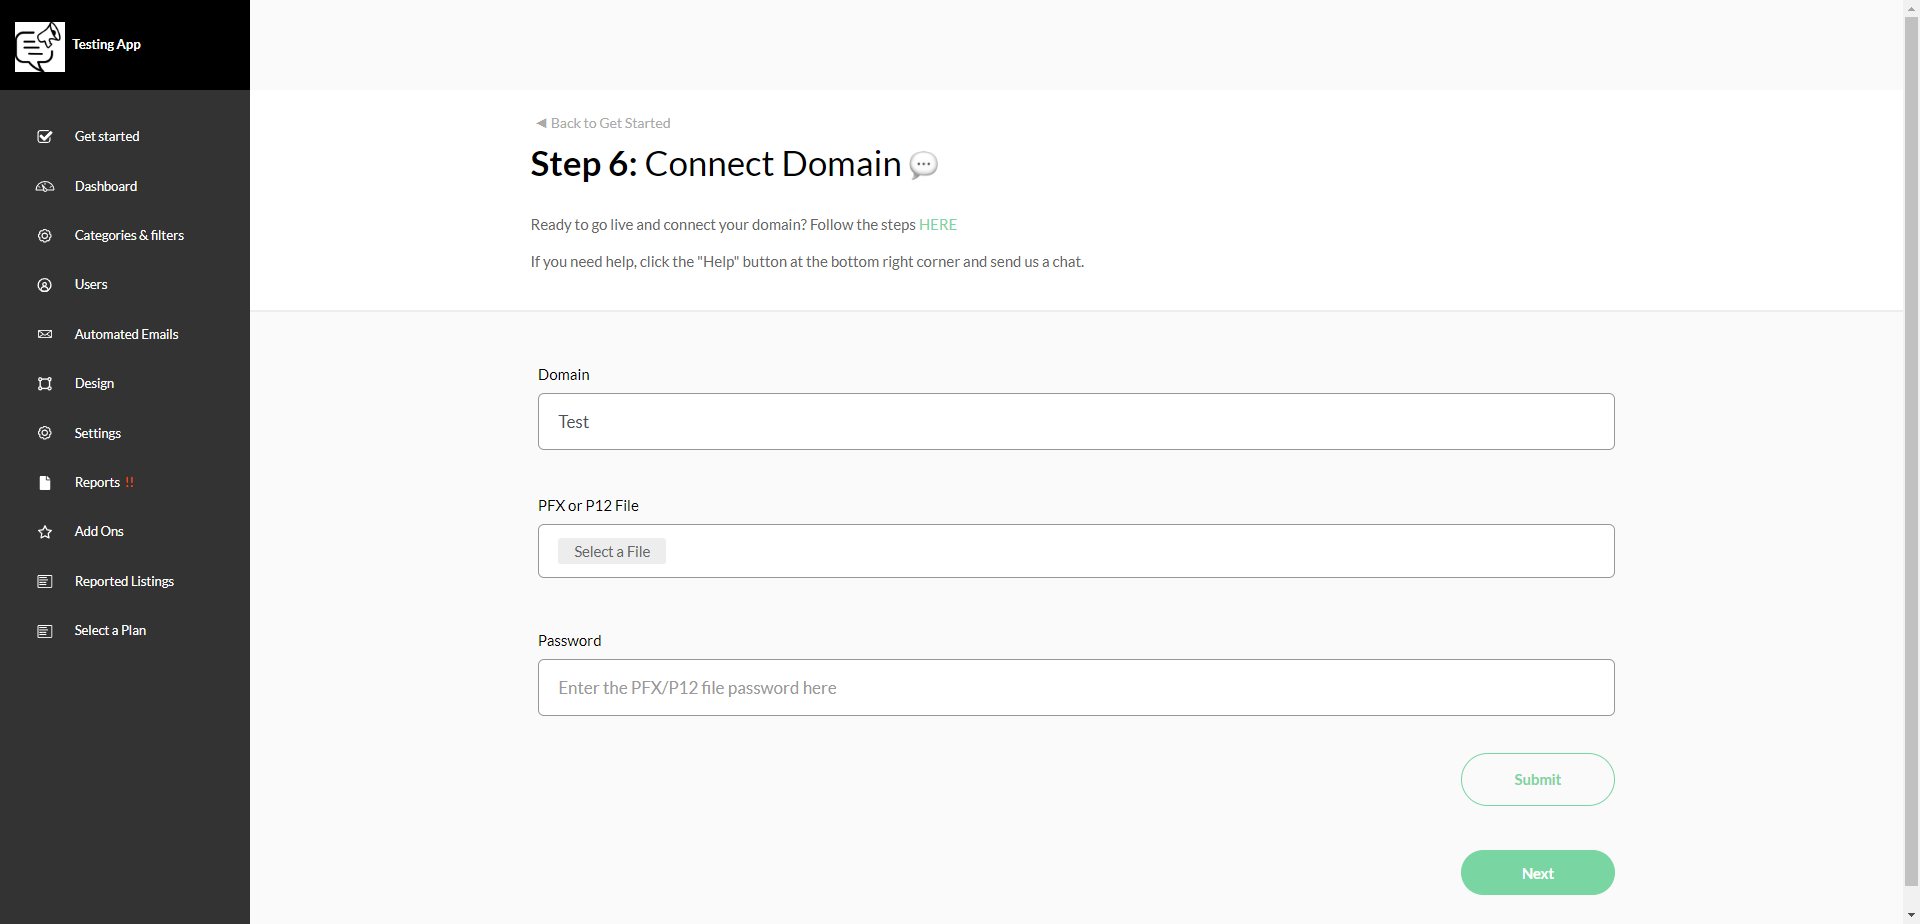 Testing App
Get started
Dashboard
Categories & filters
Users
Automated Emails
Design
Settings
Reports !!
Add Ons
Reported Listings
Select a Plan
◀ Back to Get Started
Step 6: Connect Domain 💬
Ready to go live and connect your domain? Follow the steps HERE
If you need help, click the "Help" button at the bottom right corner and send us a chat.
Domain
Test
PFX or P12 File
Select a File
Password
Enter the PFX/P12 file password here
Submit
Next